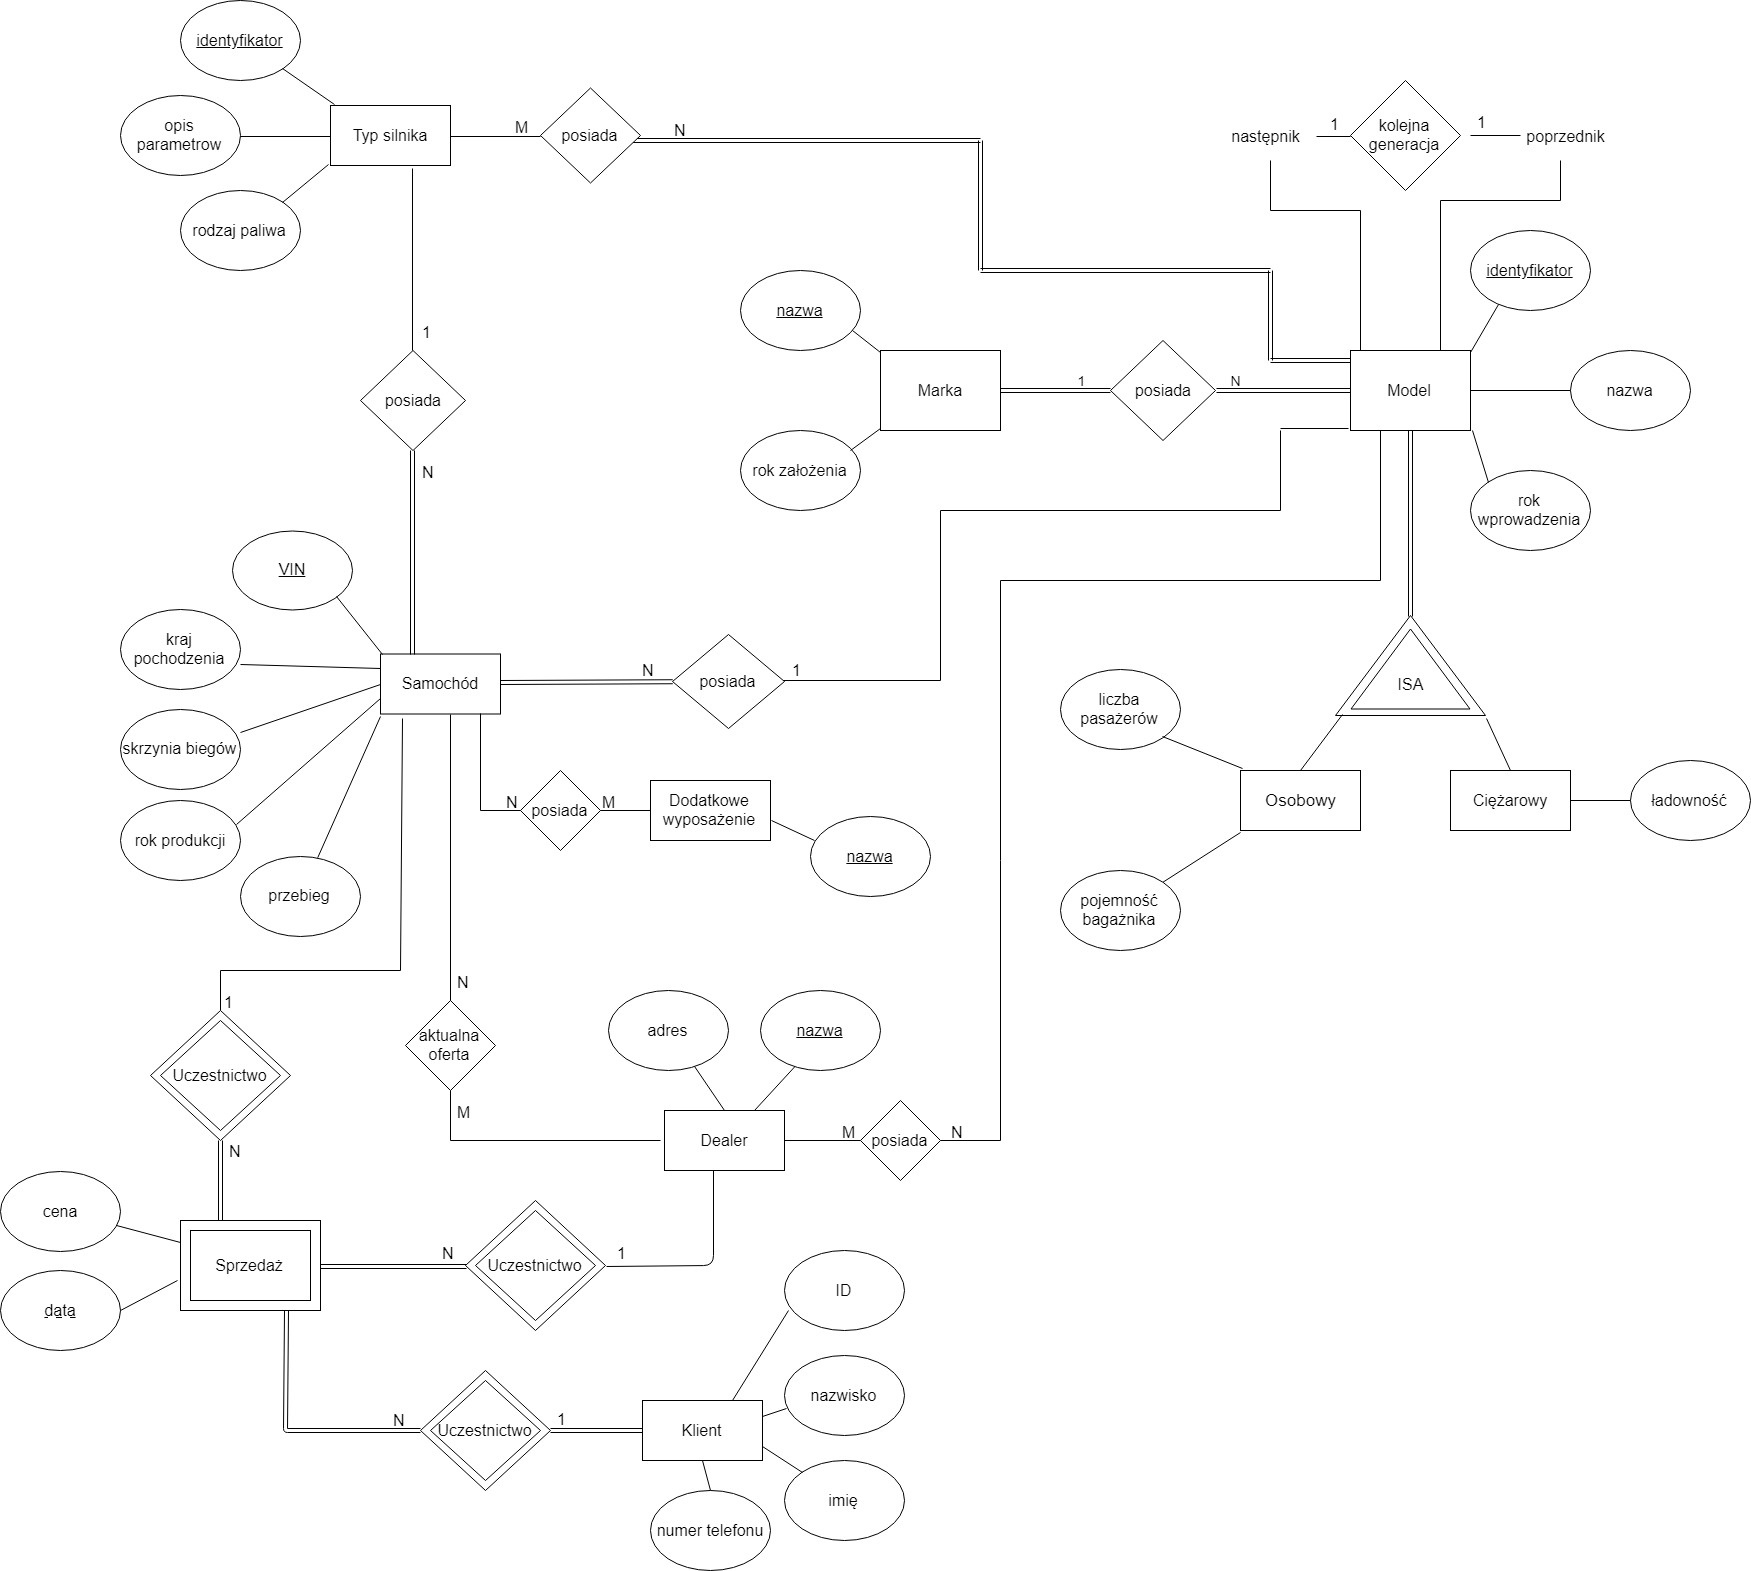 identyfikator
opis
parametrow
Typ silnika
rodzaj paliwa
M
posiada
N
następnik
1
kolejna
generacja
1
poprzednik
identyfikator
nazwa
Marka
rok założenia
1
posiada
N
Model
nazwa
rok
wprowadzenia
1
posiada
N
VIN
kraj
pochodzenia
Samochód
skrzynia biegów
rok produkcji
przebieg
N
posiada
1
ISA
liczba
pasażerów
Osobowy
Ciężarowy
ładowność
pojemność
bagażnika
N
posiada
M
Dodatkowe
wyposażenie
nazwa
1
Uczestnictwo
N
N
aktualna
oferta
M
adres
nazwa
Dealer
M
posiada
N
cena
Sprzedaż
data
N
Uczestnictwo
1
ID
N
Uczestnictwo
1
Klient
nazwisko
imię
numer telefonu